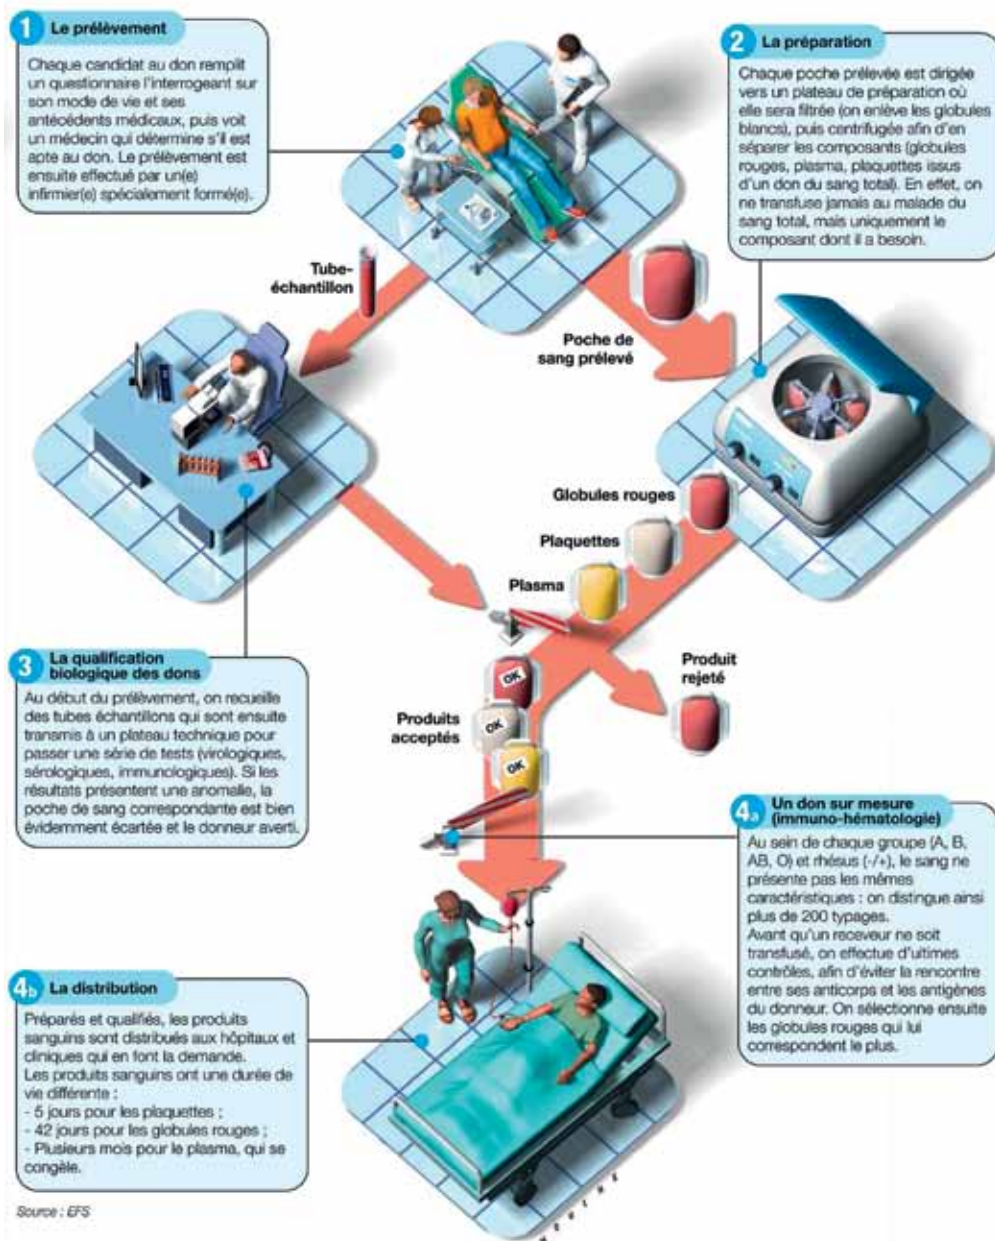 1 Le prélèvement
Chaque candidat au don remplit
un questionnaire l'interrogeant sur
son mode de vie et ses
antécédents médicaux, puis voit
un médecin qui détermine s'il est
apte au don. Le prélèvement est
ensuite effectué par un(e)
infirmier(e) spécialement formé(e).
2 La préparation
Chaque poche prélevée est dirigée
vers un plateau de préparation où
elle sera filtrée (on enlève les globules
blancs), puis centrifugée afin d'en
séparer les composants (globules
rouges, plasma, plaquettes issus
d'un don du sang total). En effet, on
ne transfuse jamais au malade du
sang total, mais uniquement le
composant dont il a besoin.
Tube-
échantillon
Poche de
sang prélevé
Globules rouges
Plaquettes
Plasma
3 La qualification
biologique des dons
Au début du prélèvement, on recueille
des tubes échantillons qui sont ensuite
transmis à un plateau technique pour
passer une série de tests (virologiques,
sérologiques, immunologiques). Si les
résultats présentent une anomalie, la
poche de sang correspondante est bien
évidemment écartée et le donneur averti.
Produit
rejeté
Produits
acceptés
OK
OK
OK
4a Un don sur mesure
(immuno-hématologie)
Au sein de chaque groupe (A, B,
AB, O) et rhésus (-/+), le sang ne
présente pas les mêmes
caractéristiques : on distingue ainsi
plus de 200 typages.
Avant qu'un receveur ne soit
transfusé, on effectue d'ultimes
contrôles, afin d'éviter la rencontre
entre ses anticorps et les antigènes
du donneur. On sélectionne ensuite
les globules rouges qui lui
correspondent le plus.
4b La distribution
Préparés et qualifiés, les produits
sanguins sont distribués aux hôpitaux et
cliniques qui en font la demande.
Les produits sanguins ont une durée de
vie différente :
- 5 jours pour les plaquettes ;
- 42 jours pour les globules rouges ;
- Plusieurs mois pour le plasma, qui se
congèle.
Source : EFS